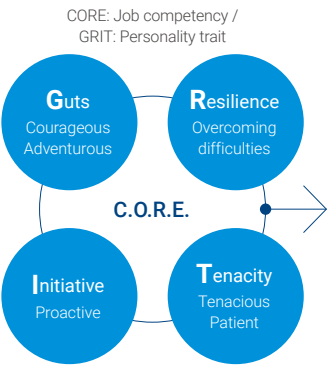 CORE: Job competency /
GRIT: Personality trait
Guts
Courageous
Adventurous
Resilience
Overcoming
difficulties
C.O.R.E.
Initiative
Proactive
Tenacity
Tenacious
Patient